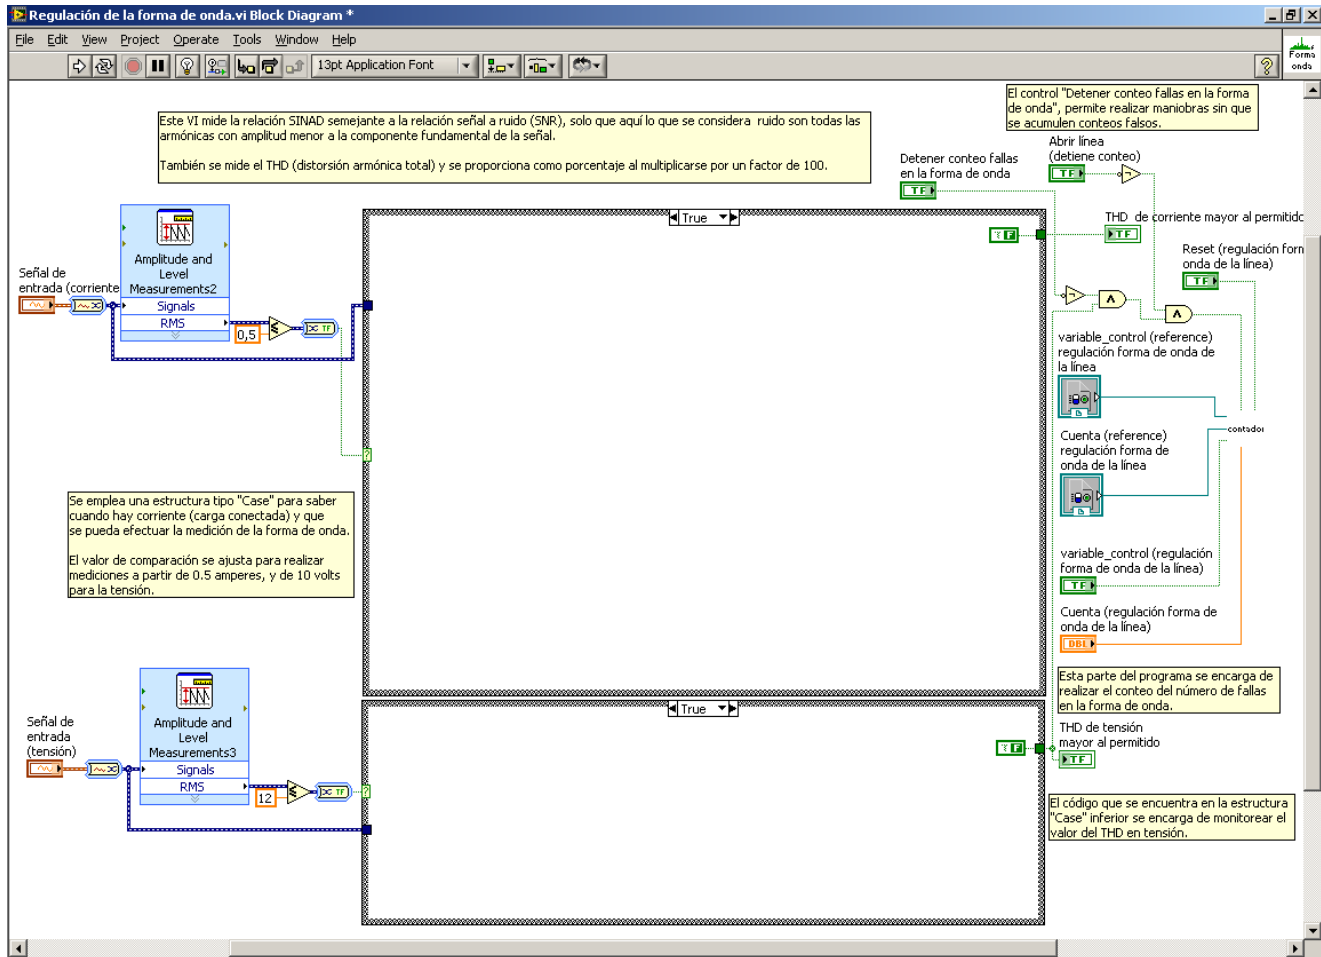 Regulación de la forma de onda.vi Block Diagram *
File Edit View Project Operate Tools Window Help
13pt Application Font
Forma
onda
El control "Detener conteo fallas en la forma
de onda", permite realizar maniobras sin que
se acumulen conteos falsos.
Este VI mide la relación SINAD semejante a la relación señal a ruido (SNR), solo que aquí lo que se considera ruido son todas las
armónicas con amplitud menor a la componente fundamental de la señal.
También se mide el THD (distorsión armónica total) y se proporciona como porcentaje al multiplicarse por un factor de 100.
Abrir línea
(detiene conteo)
TF
Detener conteo fallas
en la forma de onda
TF
True
THD de corriente mayor al permitido
TF
F
Reset (regulación forn
onda de la línea)
TF
Amplitude and
Level
Measurements2
Signals
RMS
Señal de
entrada (corriente
0,5
TF
?
variable_control (reference)
regulación forma de onda de
la línea
contador
Cuenta (reference)
regulación forma de
onda de la línea
Se emplea una estructura tipo "Case" para saber
cuando hay corriente (carga conectada) y que
se pueda efectuar la medición de la forma de onda.
El valor de comparación se ajusta para realizar
mediciones a partir de 0.5 amperes, y de 10 volts
para la tensión.
variable_control (regulación
forma de onda de la línea)
TF
Cuenta (regulación forma de
onda de la línea)
DBL
Esta parte del programa se encarga de
realizar el conteo del número de fallas
en la forma de onda.
True
THD de tensión
mayor al permitido
TF
F
Amplitude and
Level
Measurements3
Signals
RMS
Señal de
entrada
(tensión)
12
TF
?
El código que se encuentra en la estructura
"Case" inferior se encarga de monitorear el
valor del THD en tensión.